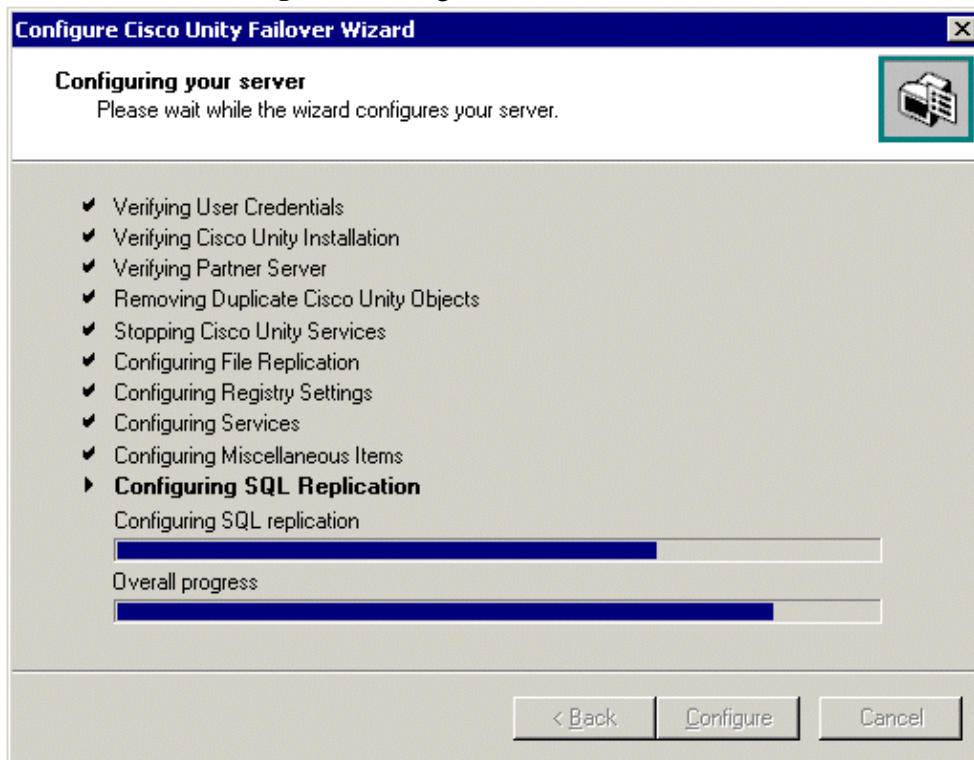 Configure Cisco Unity Failover Wizard
Configuring your server
Please wait while the wizard configures your server.
Verifying User Credentials
Verifying Cisco Unity Installation
Verifying Partner Server
Removing Duplicate Cisco Unity Objects
Stopping Cisco Unity Services
Configuring File Replication
Configuring Registry Settings
Configuring Services
Configuring Miscellaneous Items
Configuring SQL Replication
Configuring SQL replication
Overall progress
< Back Configure Cancel